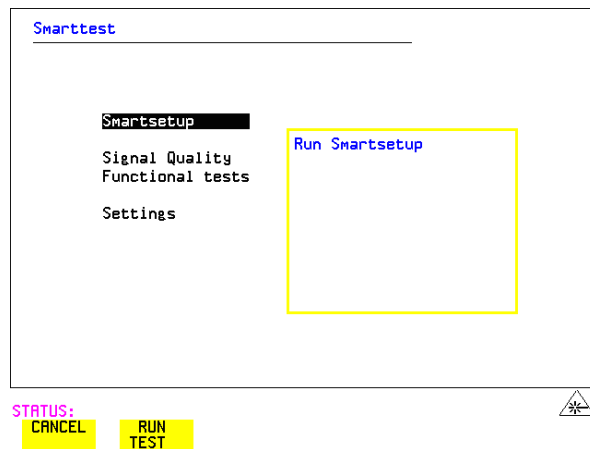 Smarttest
Smartsetup
Run Smartsetup
Signal Quality
Functional tests
Settings
STATUS:
CANCEL
RUN
TEST